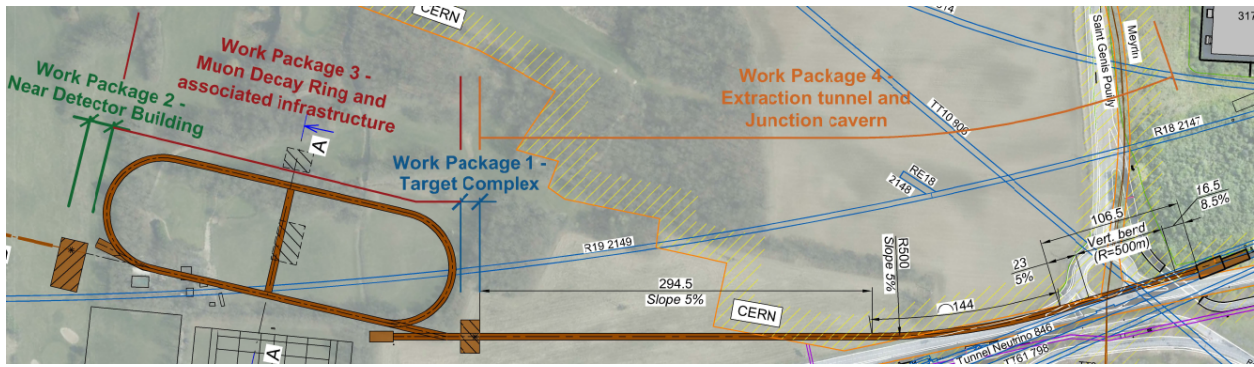 CERN
Work Package 3 -
Muon Decay Ring and
associated infrastructure
Work Package 2 -
Near Detector Building
A
Work Package 1 -
Target Complex
Work Package 4 -
Extraction tunnel and
Junction cavern
TT10 806
Saint Genis Pouilly
Meyrin
317
R18 2147
RE18
2148
R19 2149
294.5
Slope 5%
CERN
R500
Slope 5%
144
23
5%
106.5
Vert. berd
(R=500m)
16.5
8.5%
Tunnel Neutrino 846
TT61 798
A